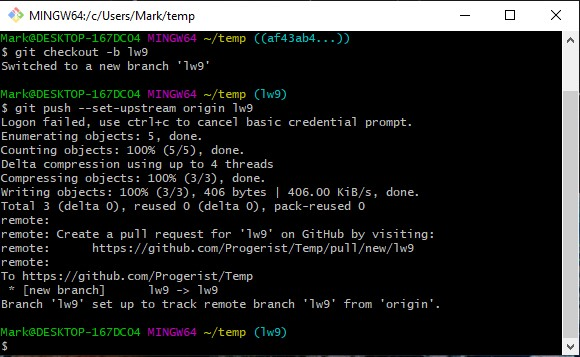 MINGW64:/c/Users/Mark/temp
Mark@DESKTOP-167DCO4 MINGW64 ~/temp ((af43ab4...))
$ git checkout -b lw9
Switched to a new branch 'lw9'
Mark@DESKTOP-167DCO4 MINGW64 ~/temp (lw9)
$ git push --set-upstream origin lw9
Logon failed, use ctrl+c to cancel basic credential prompt.
Enumerating objects: 5, done.
Counting objects: 100% (5/5), done.
Delta compression using up to 4 threads
Compressing objects: 100% (3/3), done.
Writing objects: 100% (3/3), 406 bytes | 406.00 KiB/s, done.
Total 3 (delta 0), reused 0 (delta 0), pack-reused 0
remote:
remote: Create a pull request for 'lw9' on GitHub by visiting:
remote:      https://github.com/Progerist/Temp/pull/new/lw9
remote:
To https://github.com/Progerist/Temp
 * [new branch]      lw9 -> lw9
Branch 'lw9' set up to track remote branch 'lw9' from 'origin'.
Mark@DESKTOP-167DCO4 MINGW64 ~/temp (lw9)
$